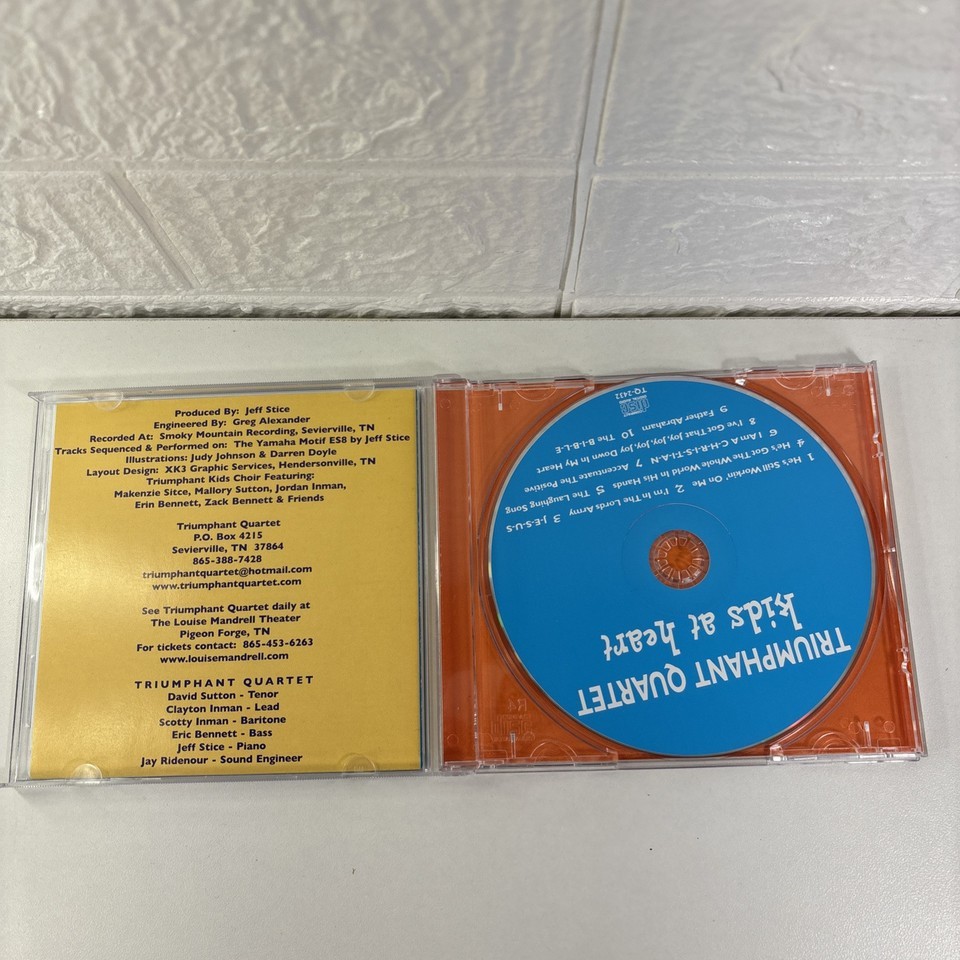 Produced By: Jeff Stice
Engineered By: Greg Alexander
Recorded At: Smoky Mountain Recording, Sevierville, TN
Tracks Sequenced & Performed on: The Yamaha Motif ES8 by Jeff Stice
Illustrations: Judy Johnson & Darren Doyle
Layout Design: XK3 Graphic Services, Hendersonville, TN
Triumphant Kids Choir Featuring:
Makenzie Sitce, Mallory Sutton, Jordan Inman,
Erin Bennett, Zack Bennett & Friends
Triumphant Quartet
P.O. Box 4215
Sevierville, TN 37864
865-388-7428
triumphantquartet@hotmail.com
www.triumphantquartet.com
See Triumphant Quartet daily at
The Louise Mandrell Theater
Pigeon Forge, TN
For tickets contact: 865-453-6263
www.louisemandrell.com
TRIUMPHANT QUARTET
David Sutton - Tenor
Clayton Inman - Lead
Scotty Inman - Baritone
Eric Bennett - Bass
Jeff Stice - Piano
Jay Ridenour - Sound Engineer
TRIUMPHANT QUARTET
kids at heart
1 He's Still Workin' On Me 2 I'm In The Lords Army 3 J-E-S-U-S
4 He's Got The Whole World In His Hands 5 The Laughing Song
6 I Am A C-H-R-I-S-T-I-A-N 7 Accentuate The Positive
8 I've Got That Joy, Joy, Joy, Joy Down In My Heart
9 Father Abraham 10 The B-I-B-L-E
TQ-2432